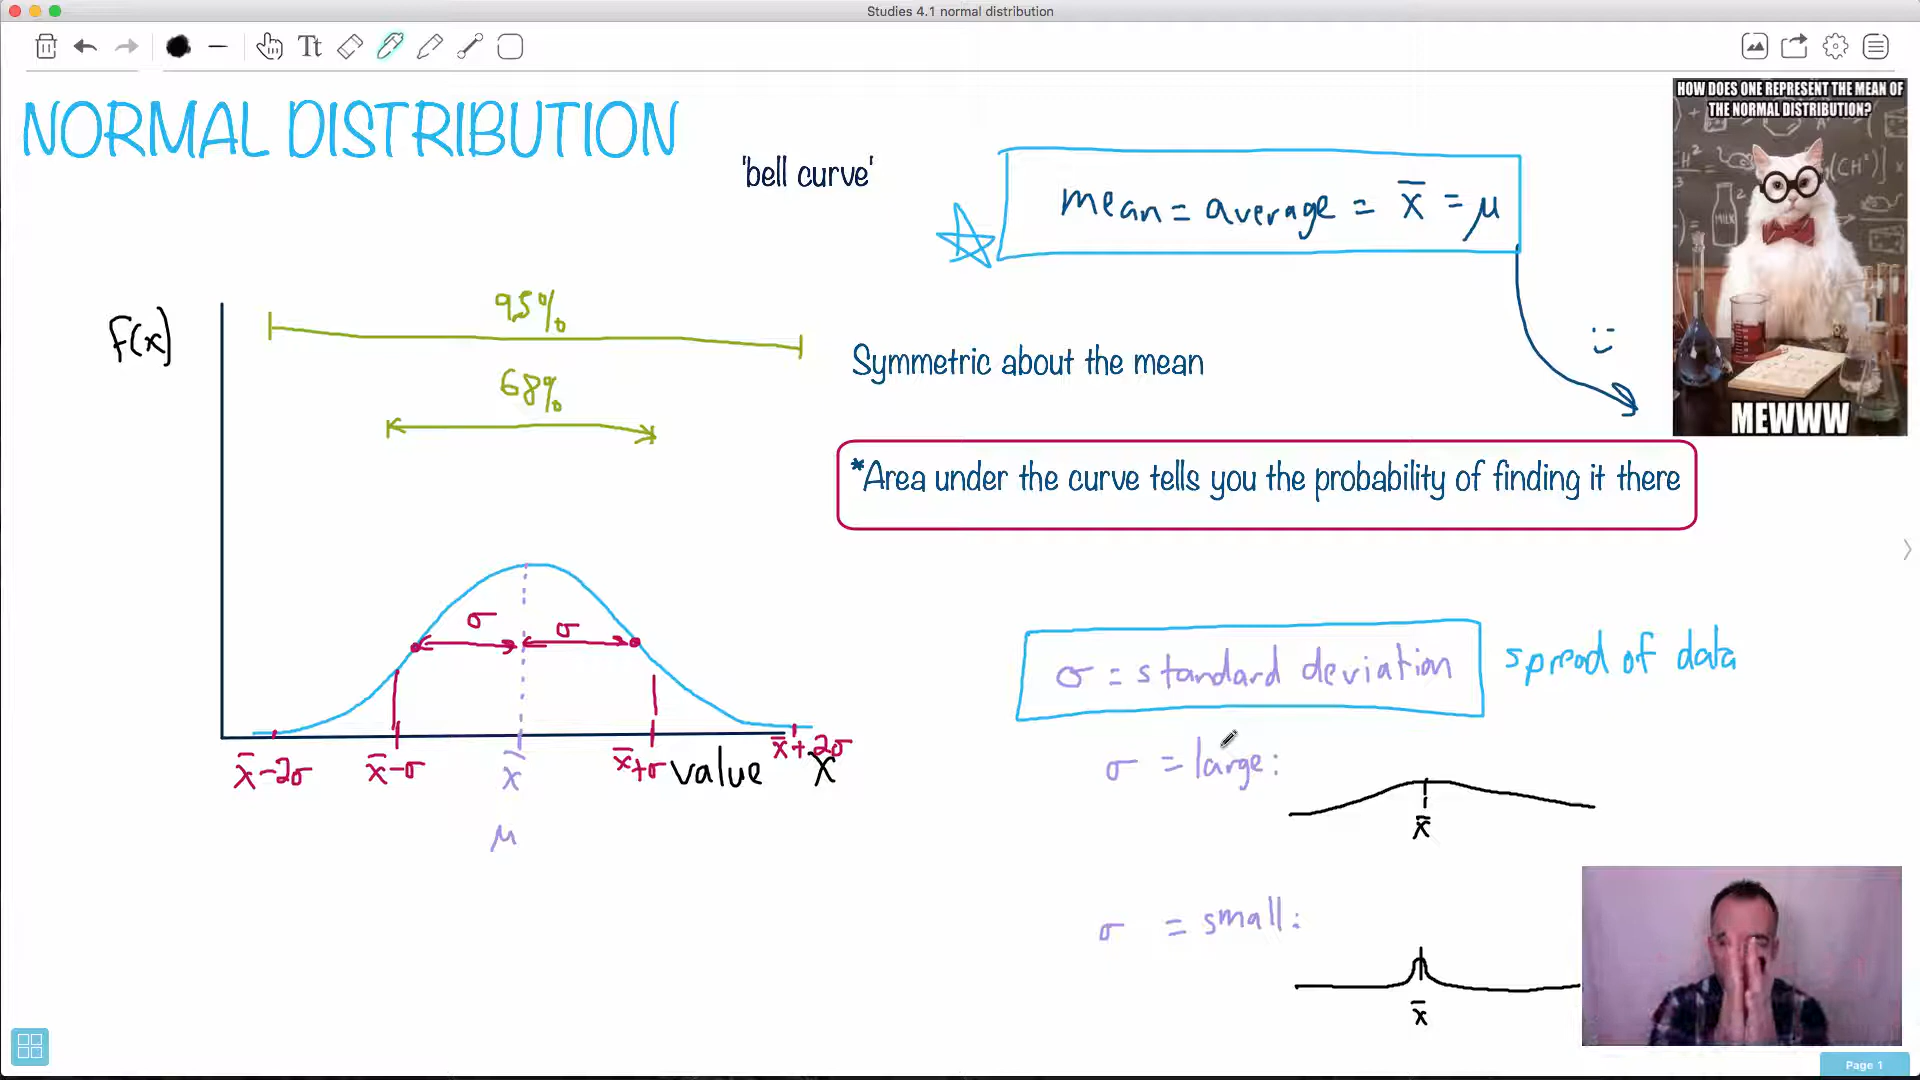 Studies 4.1 normal distribution
Tt
NORMAL DISTRIBUTION
'bell curve'
mean = average = x̄ = μ
HOW DOES ONE REPRESENT THE MEAN OF
THE NORMAL DISTRIBUTION?
MEWWW
95%
F(x)
68%
Symmetric about the mean
*Area under the curve tells you the probability of finding it there
σ σ
σ = standard deviation
spread of data
x̄-2σ x̄-σ x̄ x̄+σ value x̄+2σ X
μ
σ = large:
x̄
σ = small:
x̄
Page 1